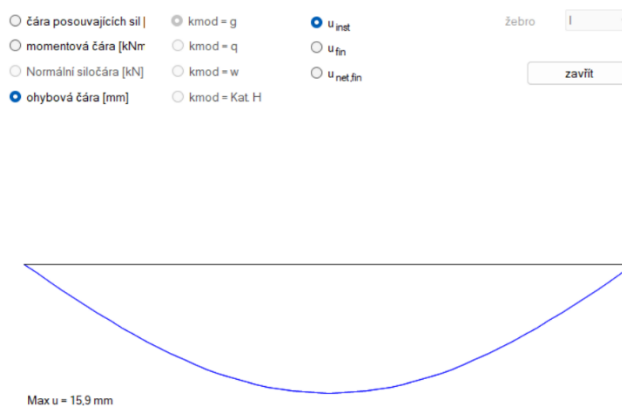 čára posouvajících sil [
momentová čára [kNm
Normální siločára [kN]
ohybová čára [mm]
kmod = g
kmod = q
kmod = w
kmod = Kat. H
u inst
u fin
u net,fin
žebro
I
zavřít
Max u = 15,9 mm